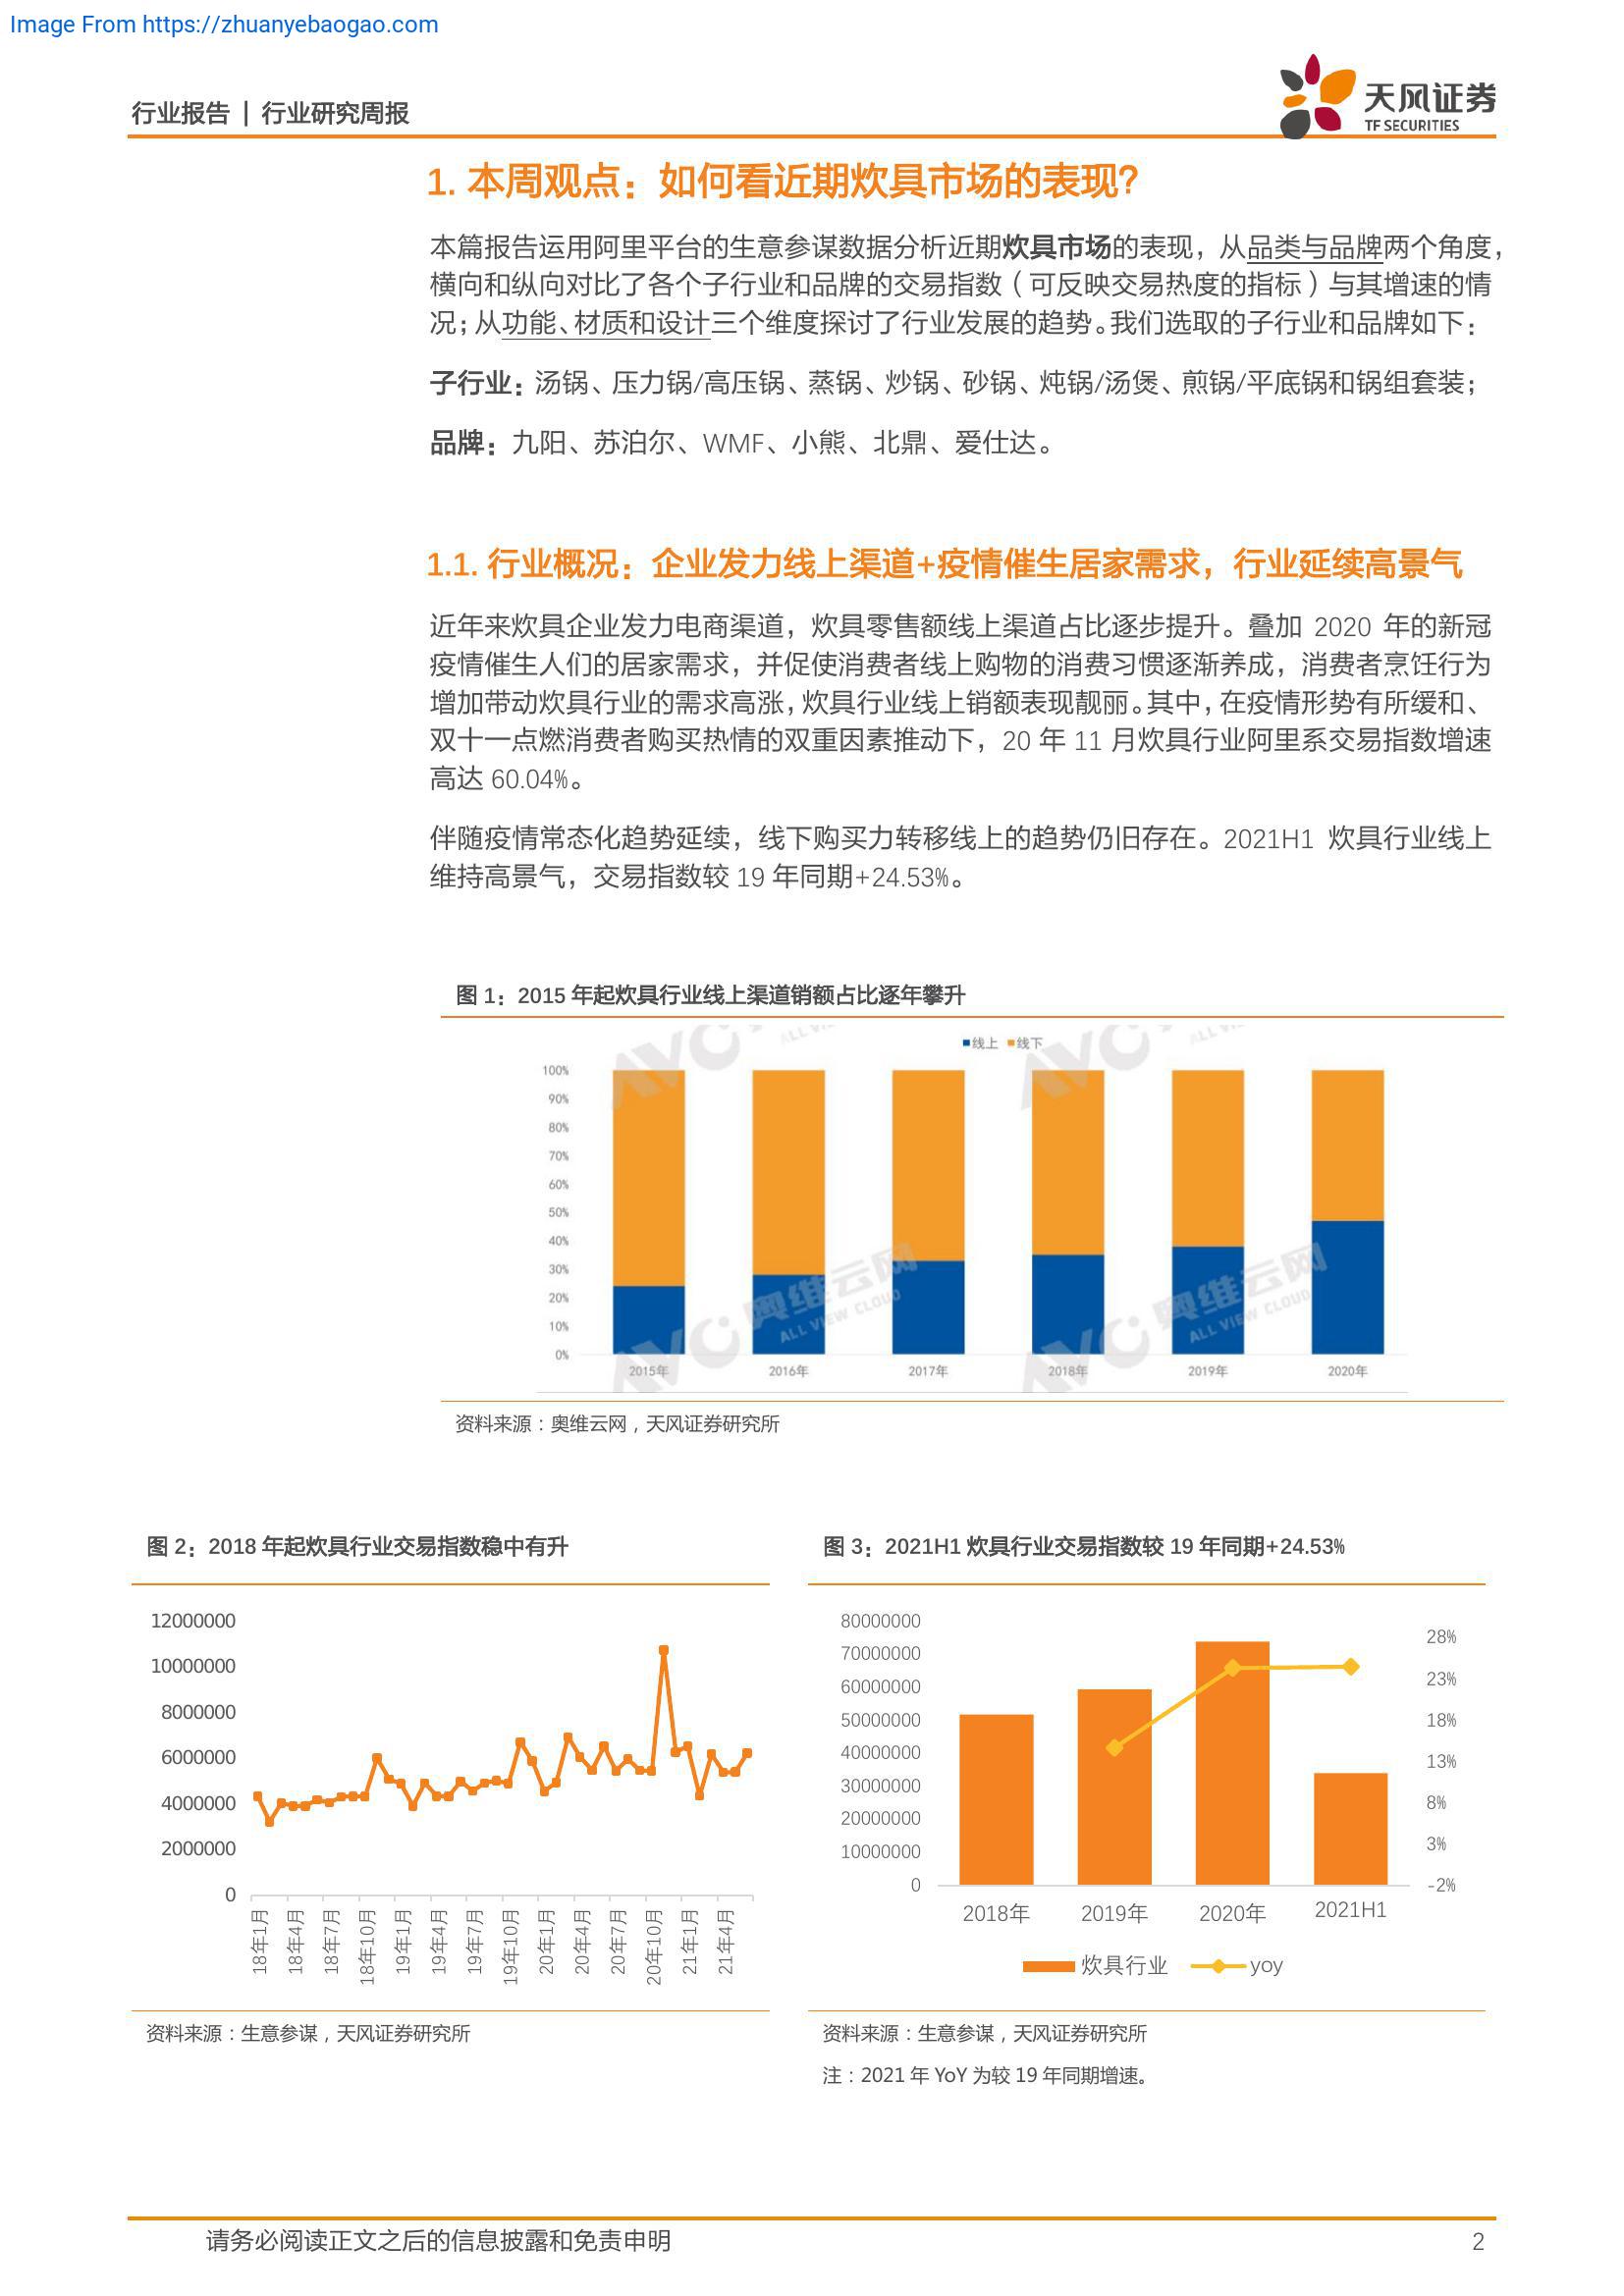 Image From https://zhuanyebaogao.com
行业报告 | 行业研究周报
天风证券
TF SECURITIES
1. 本周观点：如何看近期炊具市场的表现？
本篇报告运用阿里平台的生意参谋数据分析近期炊具市场的表现，从品类与品牌两个角度，
横向和纵向对比了各个子行业和品牌的交易指数（可反映交易热度的指标）与其增速的情
况；从功能、材质和设计三个维度探讨了行业发展的趋势。我们选取的子行业和品牌如下：
子行业：汤锅、压力锅/高压锅、蒸锅、炒锅、砂锅、炖锅/汤煲、煎锅/平底锅和锅组套装；
品牌：九阳、苏泊尔、WMF、小熊、北鼎、爱仕达。
1.1. 行业概况：企业发力线上渠道+疫情催生居家需求，行业延续高景气
近年来炊具企业发力电商渠道，炊具零售额线上渠道占比逐步提升。叠加 2020 年的新冠
疫情催生人们的居家需求，并促使消费者线上购物的消费习惯逐渐养成，消费者烹饪行为
增加带动炊具行业的需求高涨，炊具行业线上销额表现靓丽。其中，在疫情形势有所缓和、
双十一点燃消费者购买热情的双重因素推动下，20 年 11 月炊具行业阿里系交易指数增速
高达 60.04%。
伴随疫情常态化趋势延续，线下购买力转移线上的趋势仍旧存在。2021H1 炊具行业线上
维持高景气，交易指数较 19 年同期+24.53%。
图 1：2015 年起炊具行业线上渠道销额占比逐年攀升
线上 线下
100%
90%
80%
70%
60%
50%
40%
30%
20%
10%
0%
2015年 2016年 2017年 2018年 2019年 2020年
AVC 奥维云网
ALL VIEW CLOUD
AVC 奥维云网
ALL VIEW CLOUD
资料来源：奥维云网，天风证券研究所
图 2：2018 年起炊具行业交易指数稳中有升
12000000
10000000
8000000
6000000
4000000
2000000
0
18年1月 18年4月 18年7月 18年10月 19年1月 19年4月 19年7月 19年10月 20年1月 20年4月 20年7月 20年10月 21年1月 21年4月
资料来源：生意参谋，天风证券研究所
图 3：2021H1 炊具行业交易指数较 19 年同期+24.53%
80000000
70000000
60000000
50000000
40000000
30000000
20000000
10000000
0
28%
23%
18%
13%
8%
3%
-2%
2018年 2019年 2020年 2021H1
炊具行业 yoy
资料来源：生意参谋，天风证券研究所
注：2021 年 YoY 为较 19 年同期增速。
请务必阅读正文之后的信息披露和免责申明 2